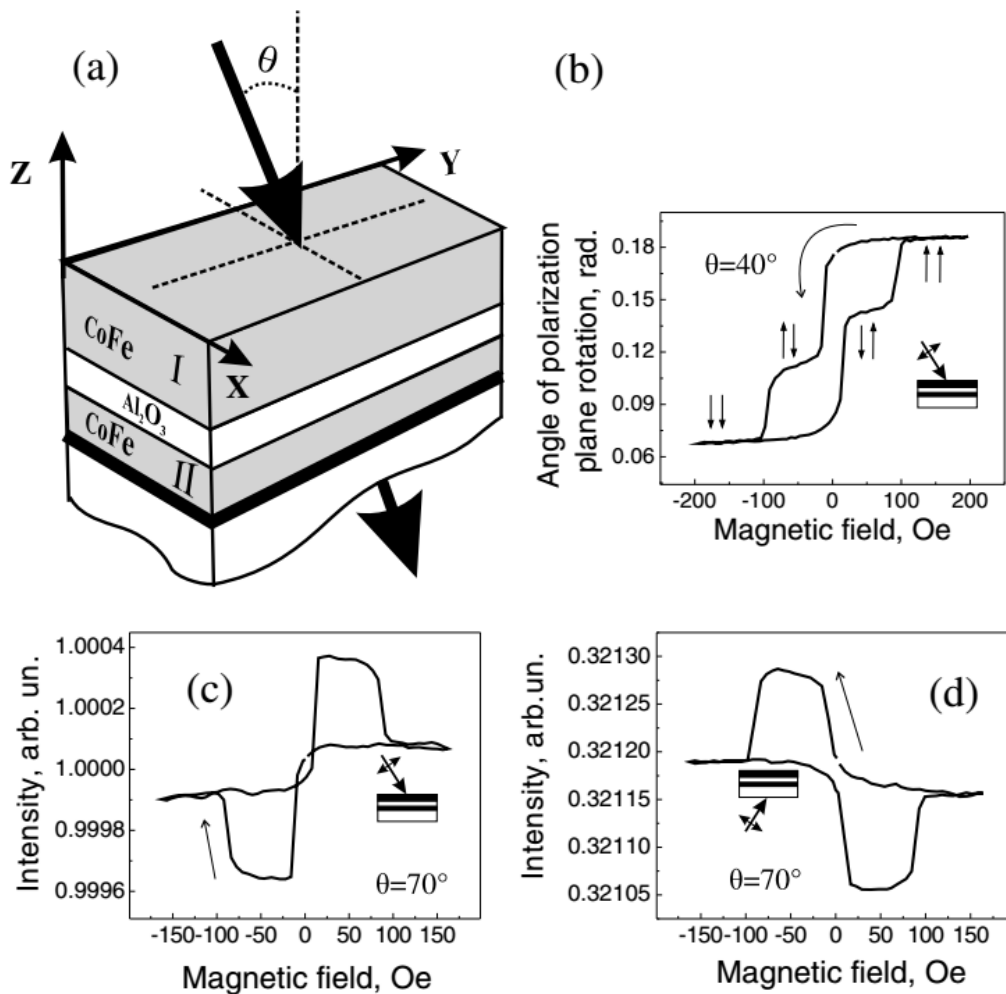 (a)
θ
Z
Y
X
CoFe I
Al₂O₃
CoFe II
(b)
Angle of polarization
plane rotation, rad.
0.18
0.15
0.12
0.09
0.06
θ=40°
-200 -100 0 100 200
Magnetic field, Oe
(c)
Intensity, arb. un.
1.0004
1.0002
1.0000
0.9998
0.9996
θ=70°
-150 -100 -50 0 50 100 150
Magnetic field, Oe
(d)
Intensity, arb.un.
0.32130
0.32125
0.32120
0.32115
0.32110
0.32105
θ=70°
-150 -100 -50 0 50 100 150
Magnetic field, Oe